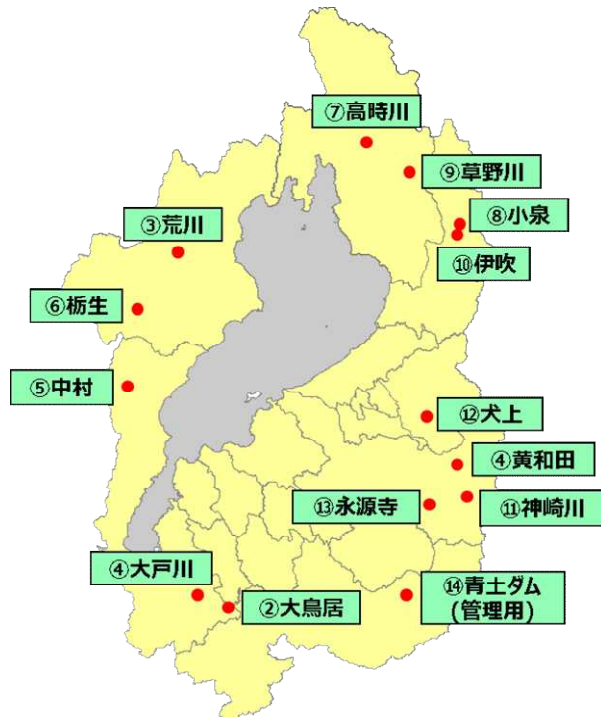 ⑦高時川
⑨草野川
⑧小泉
③荒川
⑩伊吹
⑥栃生
⑤中村
⑫犬上
④黄和田
⑬永源寺
⑪神崎川
④大戸川
②大鳥居
⑭青土ダム
(管理用)